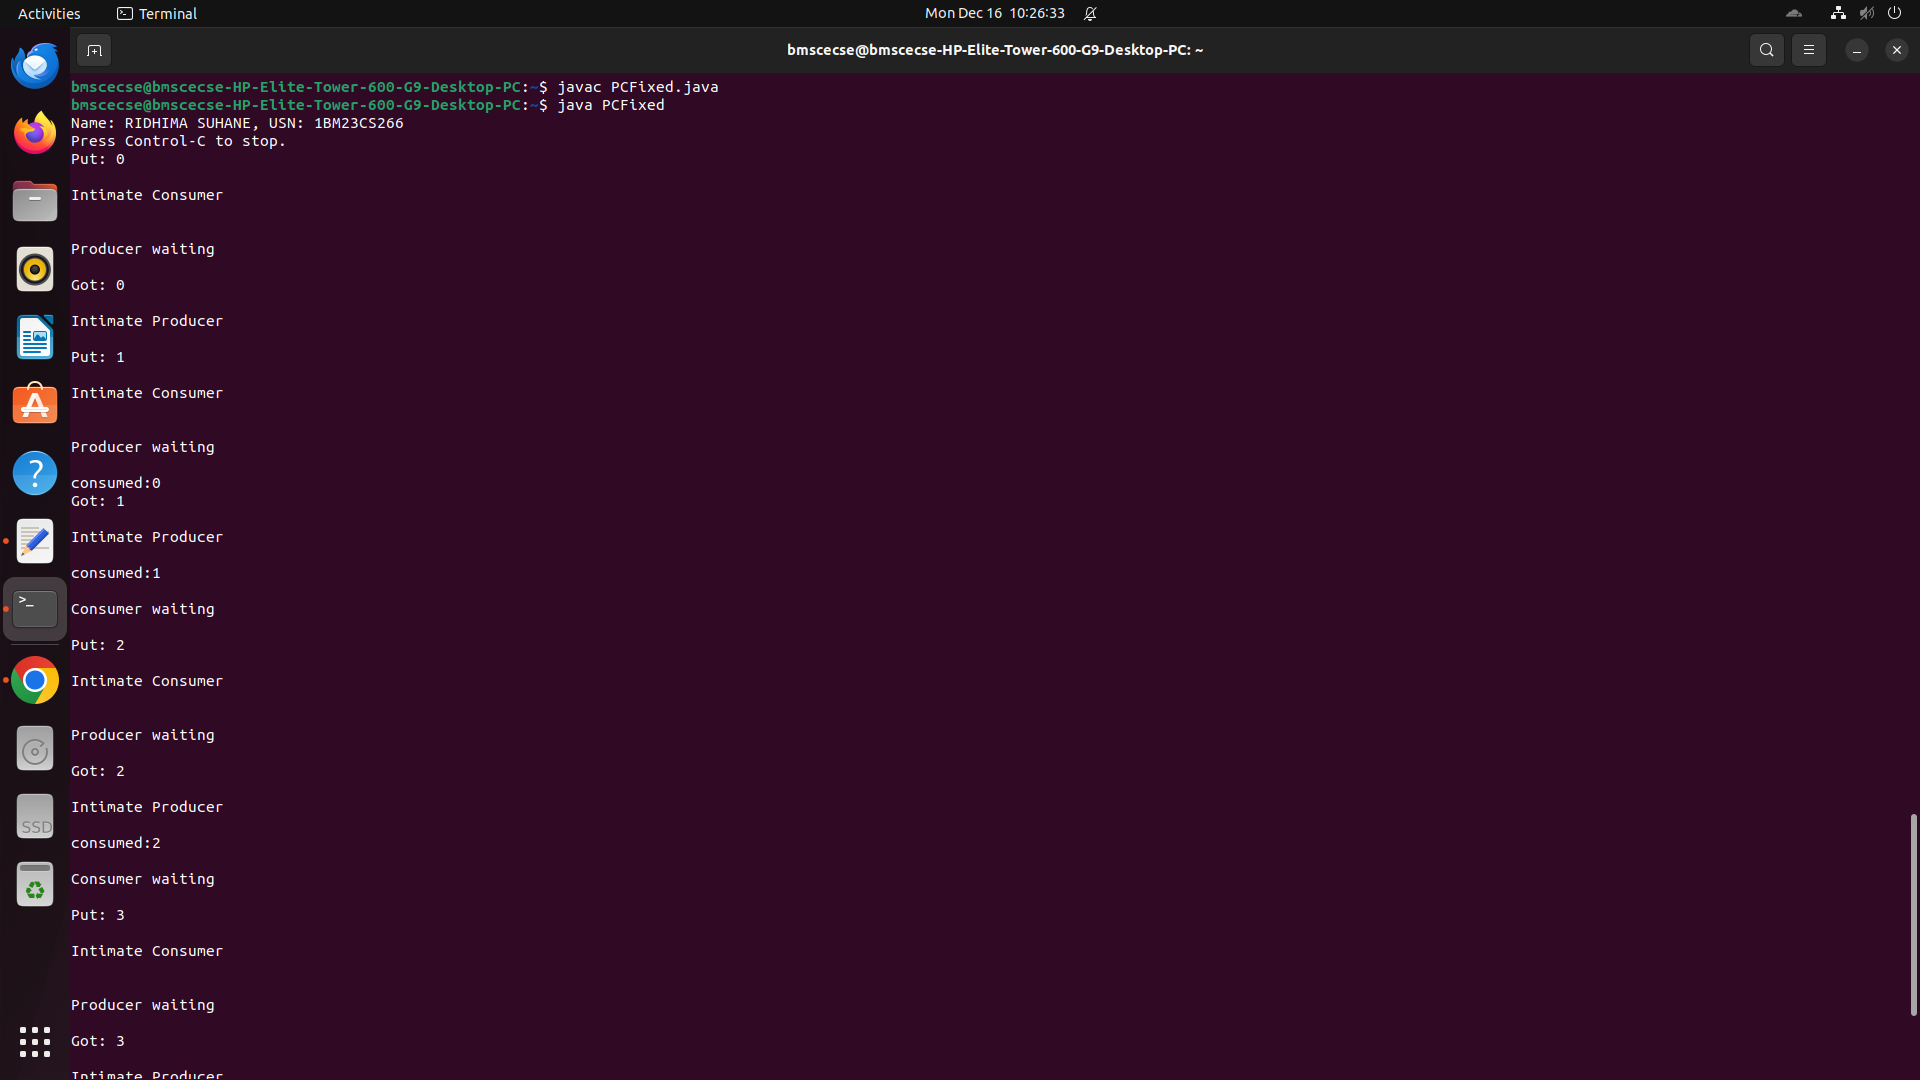 Activities Terminal Mon Dec 16 10:26:33
bmscecse@bmscecse-HP-Elite-Tower-600-G9-Desktop-PC: ~
bmscecse@bmscecse-HP-Elite-Tower-600-G9-Desktop-PC:~$ javac PCFixed.java
bmscecse@bmscecse-HP-Elite-Tower-600-G9-Desktop-PC:~$ java PCFixed
Name: RIDHIMA SUHANE, USN: 1BM23CS266
Press Control-C to stop.
Put: 0
Intimate Consumer
Producer waiting
Got: 0
Intimate Producer
Put: 1
Intimate Consumer
Producer waiting
consumed:0
Got: 1
Intimate Producer
consumed:1
Consumer waiting
Put: 2
Intimate Consumer
Producer waiting
Got: 2
Intimate Producer
consumed:2
Consumer waiting
Put: 3
Intimate Consumer
Producer waiting
Got: 3
Intimate Producer
SSD